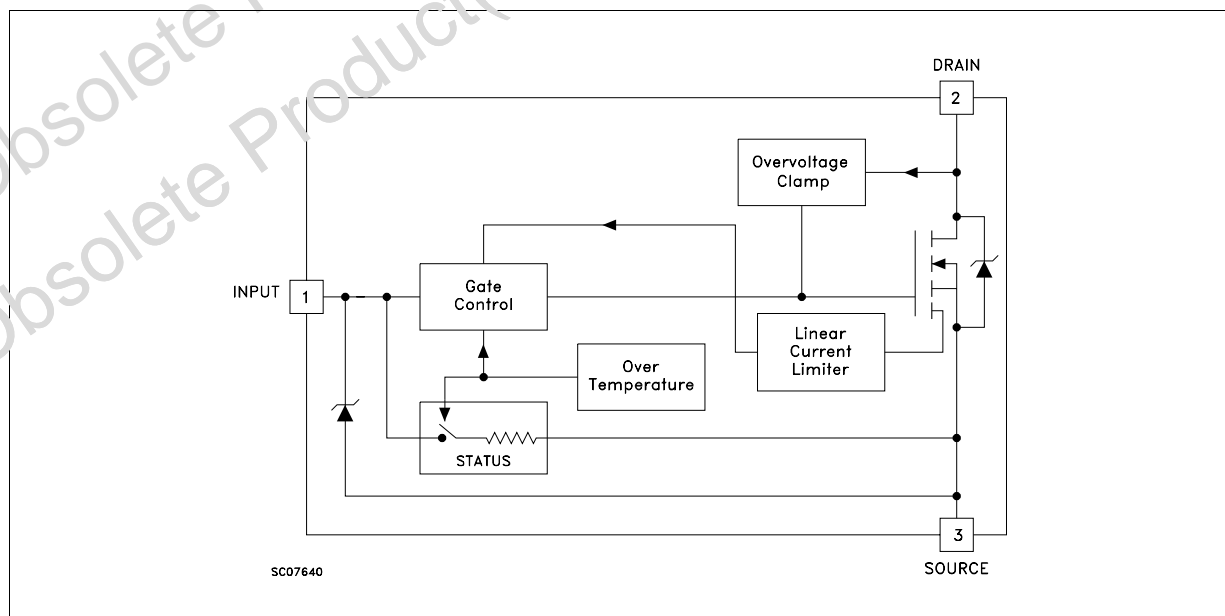 Obsolete
Obsolete Product(
Obsolete
DRAIN
2
Overvoltage
Clamp
INPUT
1
Gate
Control
Linear
Current
Limiter
Over
Temperature
STATUS
3
SOURCE
SC07640